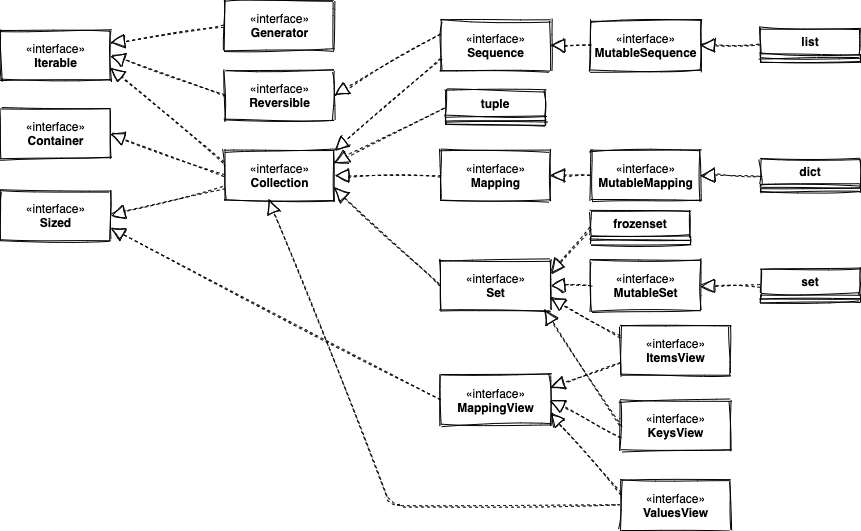 «interface»
Generator
«interface»
Iterable
«interface»
Sequence
«interface»
MutableSequence
list
«interface»
Reversible
tuple
«interface»
Container
«interface»
Collection
«interface»
Mapping
«interface»
MutableMapping
dict
«interface»
Sized
frozenset
«interface»
Set
«interface»
MutableSet
set
«interface»
ItemsView
«interface»
MappingView
«interface»
KeysView
«interface»
ValuesView